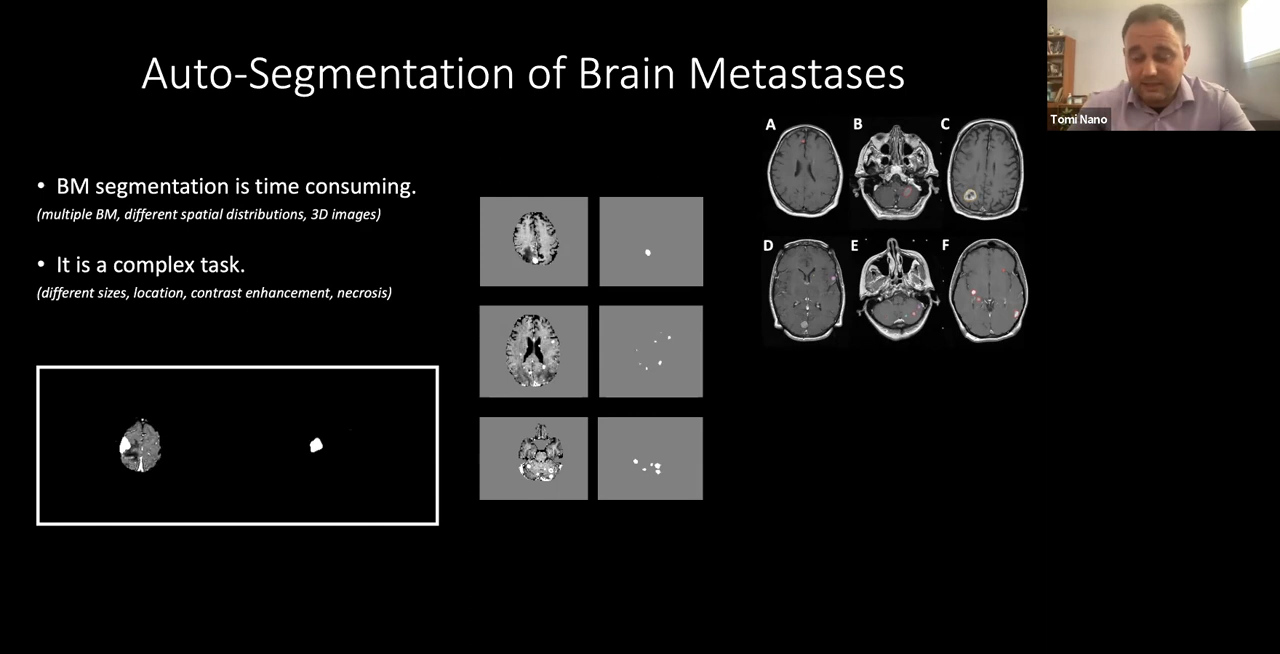 Auto-Segmentation of Brain Metastases
Tomi Nano
• BM segmentation is time consuming.
(multiple BM, different spatial distributions, 3D images)
• It is a complex task.
(different sizes, location, contrast enhancement, necrosis)
A B C
D E F